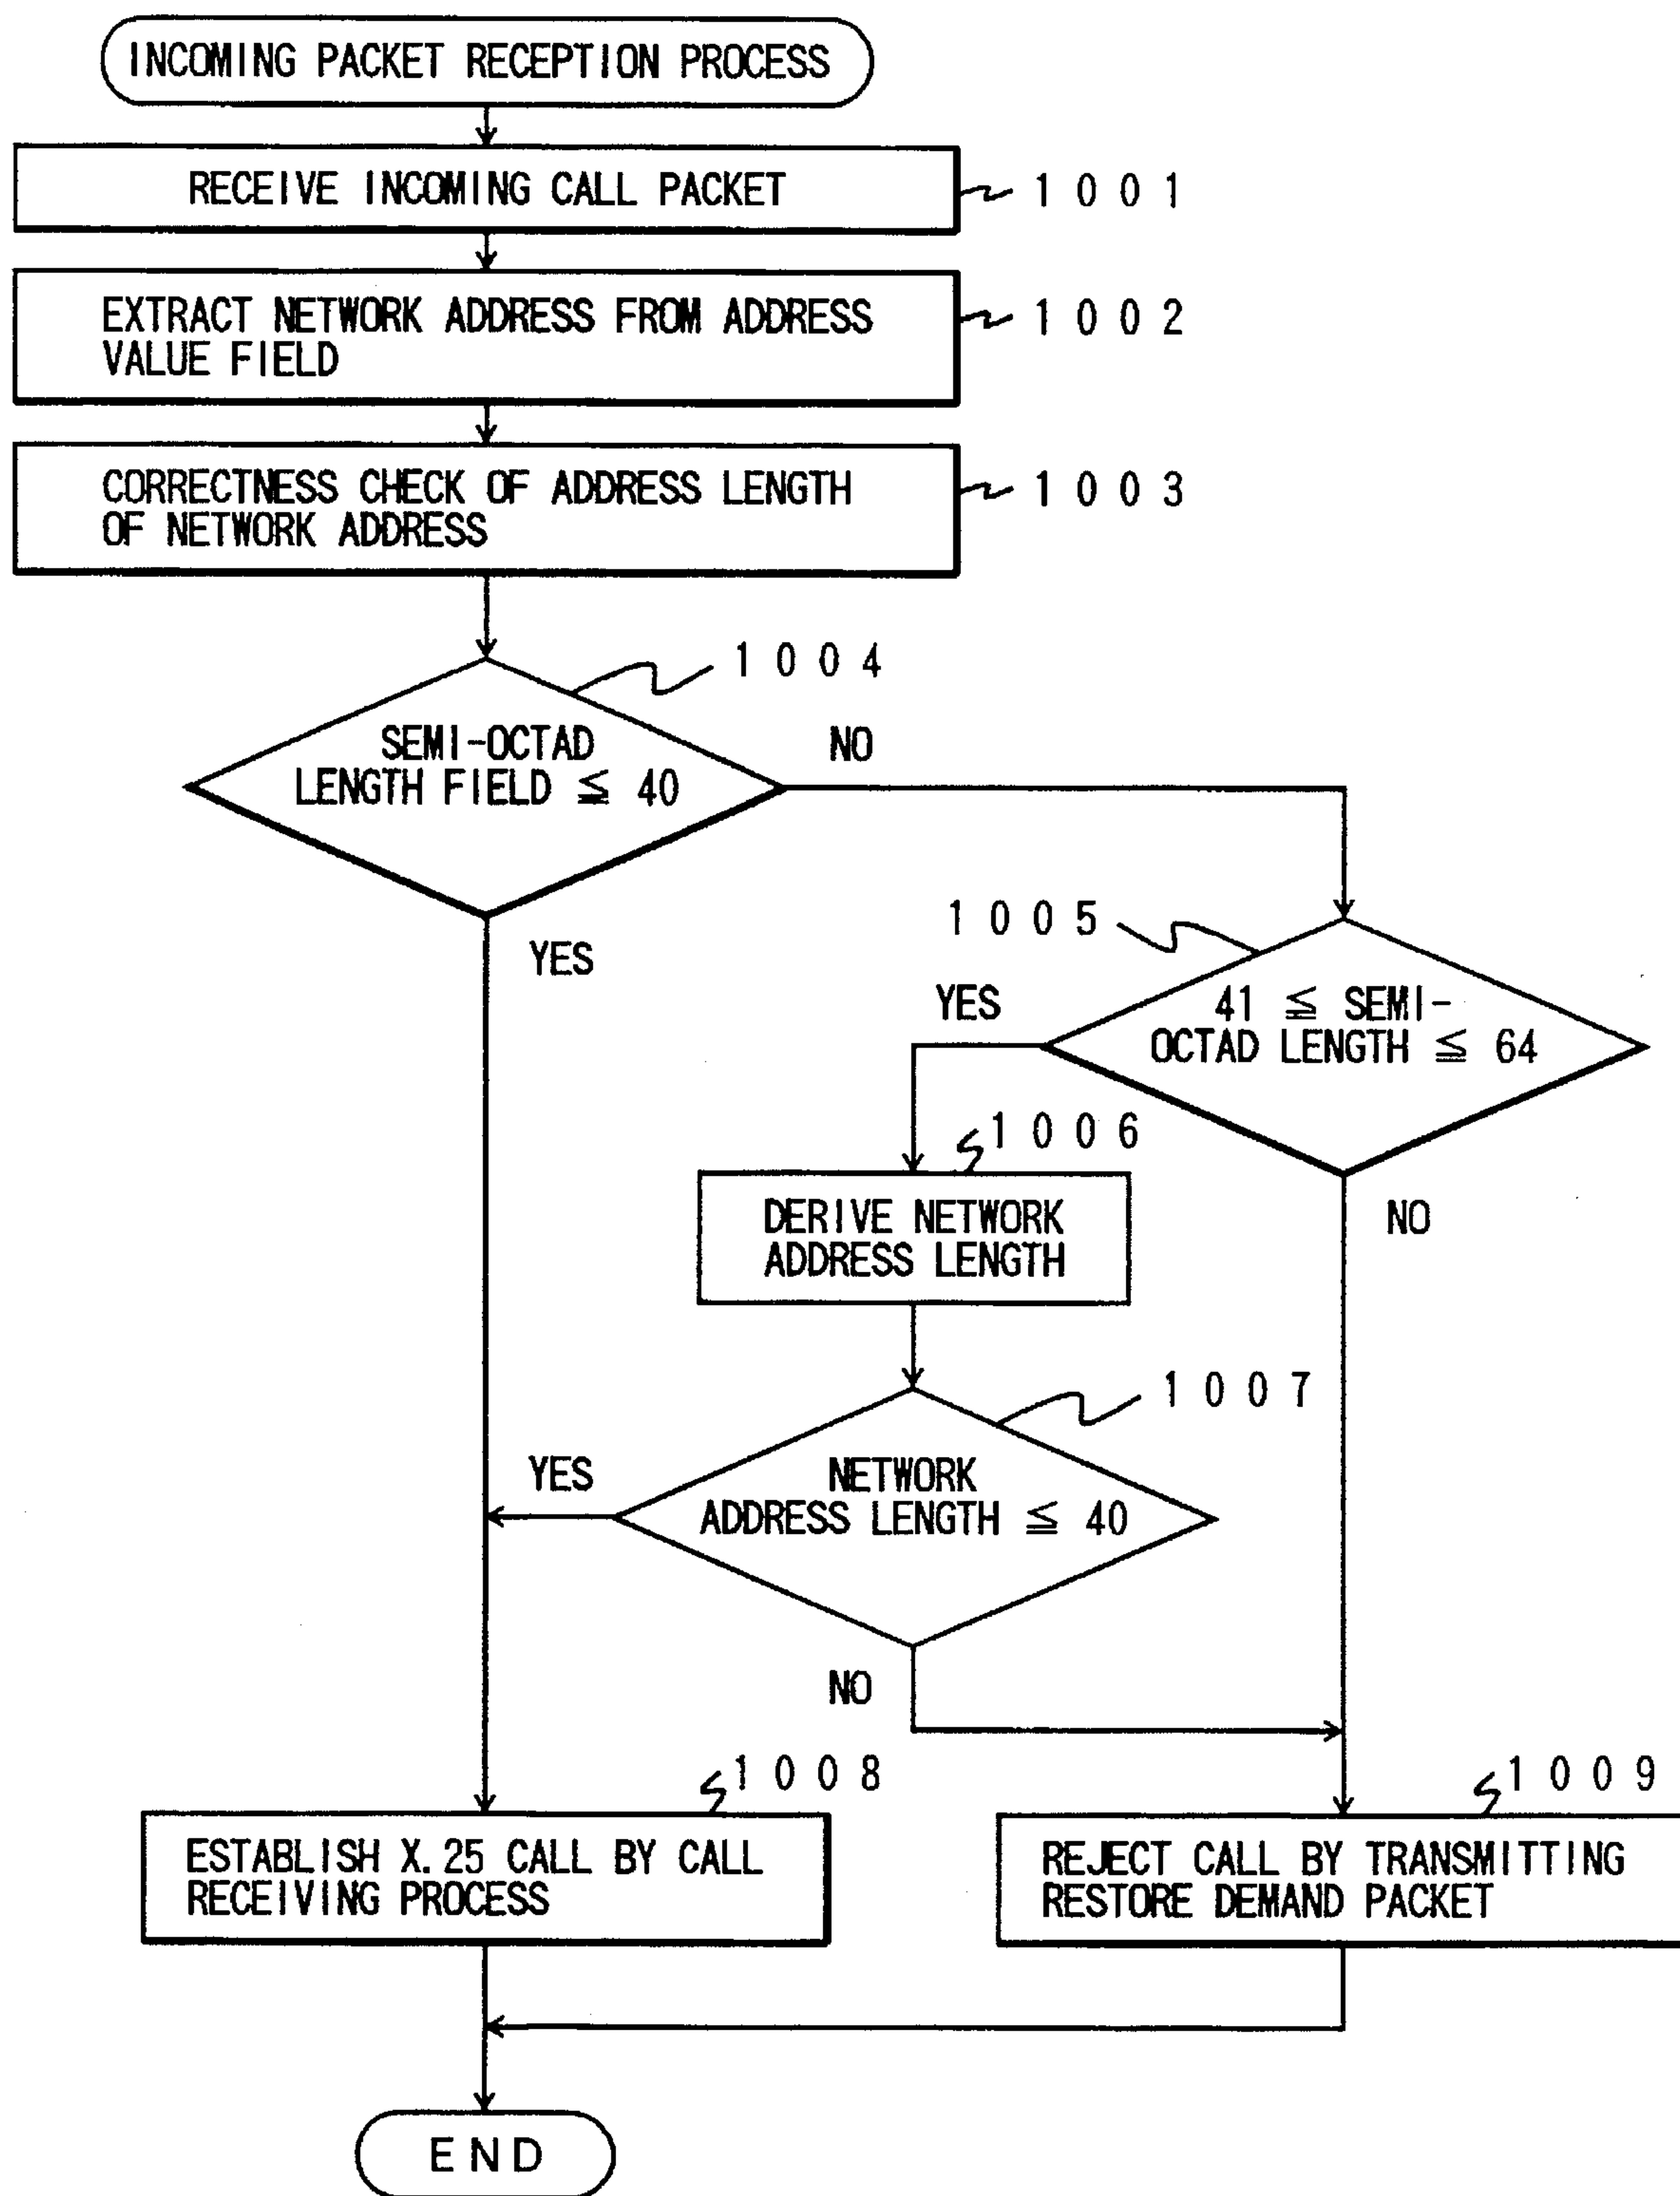 INCOMING PACKET RECEPTION PROCESS
RECEIVE INCOMING CALL PACKET
1001
EXTRACT NETWORK ADDRESS FROM ADDRESS
VALUE FIELD
1002
CORRECTNESS CHECK OF ADDRESS LENGTH
OF NETWORK ADDRESS
1003
1004
SEMI-OCTAD
LENGTH FIELD ≦ 40
NO
YES
1005
41 ≦ SEMI-
OCTAD LENGTH ≦ 64
YES
NO
1006
DERIVE NETWORK
ADDRESS LENGTH
1007
NETWORK
ADDRESS LENGTH ≦ 40
YES
NO
1008
ESTABLISH X.25 CALL BY CALL
RECEIVING PROCESS
1009
REJECT CALL BY TRANSMITTING
RESTORE DEMAND PACKET
END